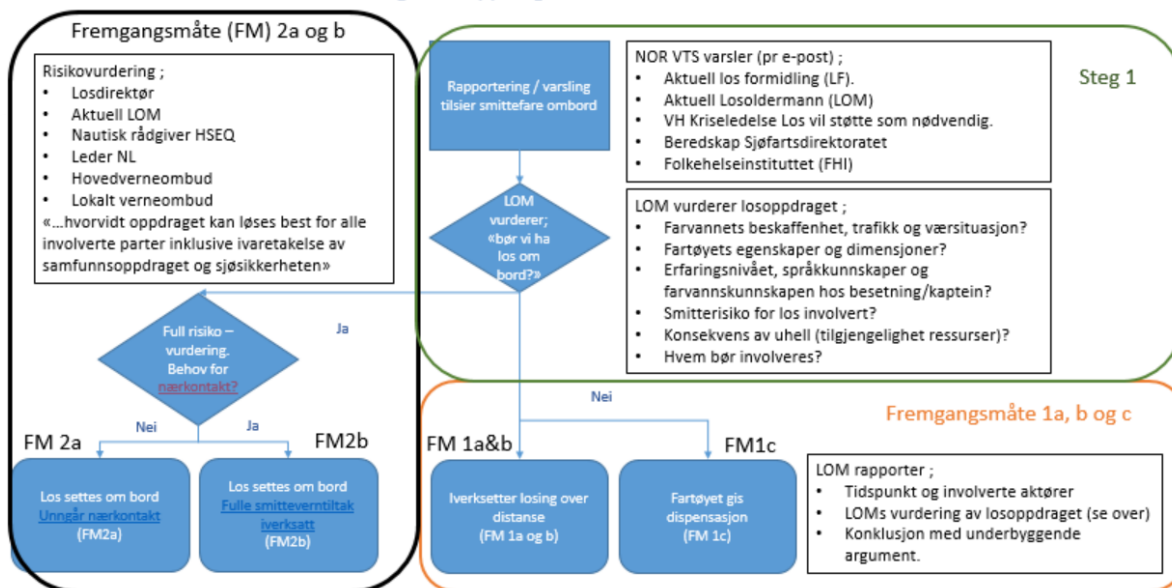 Fremgangsmåte (FM) 2a og b
Risikovurdering ;
• Losdirektør
• Aktuell LOM
• Nautisk rådgiver HSEQ
• Leder NL
• Hovedverneombud
• Lokalt verneombud
«…hvorvidt oppdraget kan løses best for alle
involverte parter inklusive ivaretakelse av
samfunnsoppdraget og sjøsikkerheten»
Full risiko –
vurdering.
Behov for
nærkontakt?
Nei
Ja
FM 2a
FM2b
Los settes om bord
Unngår nærkontakt
(FM2a)
Los settes om bord
Fulle smitteverntiltak
iverksatt
(FM2b)
Steg 1
Rapportering / varsling
tilsier smittefare ombord
NOR VTS varsler (pr e-post) ;
• Aktuell los formidling (LF).
• Aktuell Losoldermann (LOM)
• VH Kriseledelse Los vil støtte som nødvendig.
• Beredskap Sjøfartsdirektoratet
• Folkehelseinstituttet (FHI)
LOM
vurderer;
«bør vi ha
los om
bord?»
LOM vurderer losoppdraget ;
• Farvannets beskaffenhet, trafikk og værsituasjon?
• Fartøyets egenskaper og dimensjoner?
• Erfaringsnivået, språkkunnskaper og
farvannskunnskapen hos besetning/kaptein?
• Smitterisiko for los involvert?
• Konsekvens av uhell (tilgjengelighet ressurser)?
• Hvem bør involveres?
Ja
Nei
Fremgangsmåte 1a, b og c
FM 1a&b
FM1c
Iverksetter losing over
distanse
(FM 1a og b)
Fartøyet gis
dispensasjon
(FM 1c)
LOM rapporter ;
• Tidspunkt og involverte aktører
• LOMs vurdering av losoppdraget (se over)
• Konklusjon med underbyggende
argument.